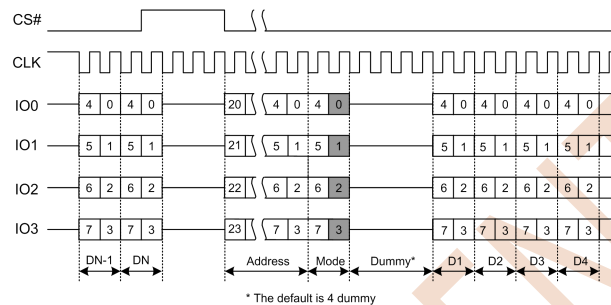 CS#
CLK
IO0 4 0 4 0 20 4 0 4 0 4 0 4 0 4 0 4 0
IO1 5 1 5 1 21 5 1 5 1 5 1 5 1 5 1 5 1
IO2 6 2 6 2 22 6 2 6 2 6 2 6 2 6 2 6 2
IO3 7 3 7 3 23 7 3 7 3 7 3 7 3 7 3 7 3
DN-1 DN Address Mode Dummy* D1 D2 D3 D4
* The default is 4 dummy